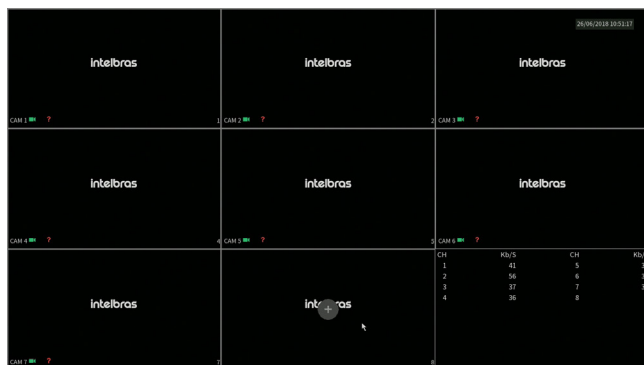 26/06/2018 10:51:17
intelbras
intelbras
intelbras
CAM 1 ?
1
CAM 2 ?
2
CAM 3 ?
intelbras
intelbras
intelbras
CAM 4 ?
4
CAM 5 ?
5
CAM 6 ?
CH Kb/S CH Kb/
1 41 5
2 56 6
3 37 7
4 36 8
intelbras
intelbras
+
CAM 7 ?
7
8